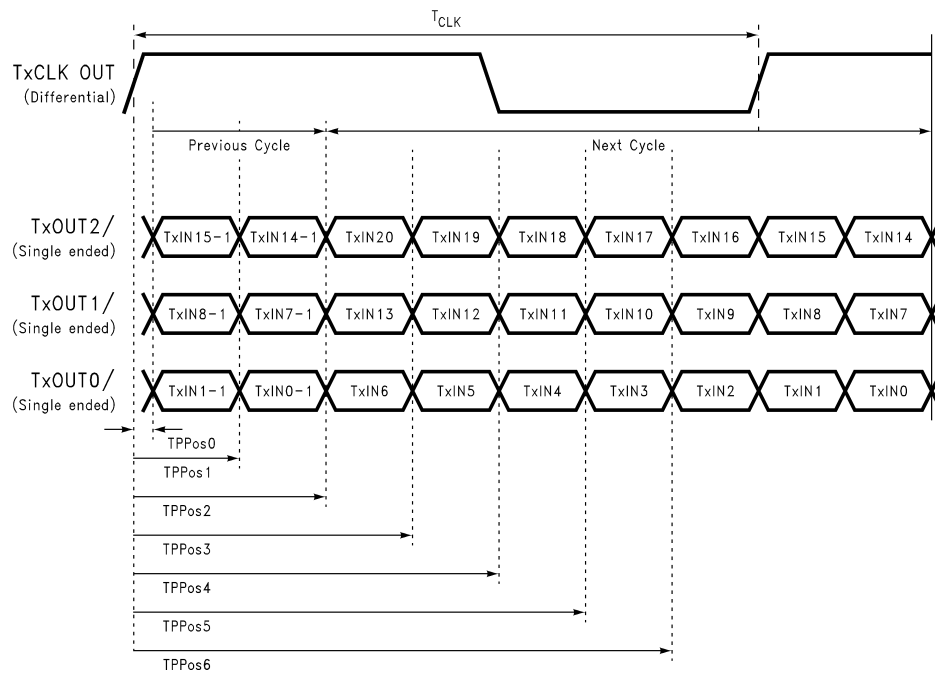 TCLK
TxCLK OUT
(Differential)
Previous Cycle
Next Cycle
TxOUT2/
(Single ended)
TxIN15-1 TxIN14-1 TxIN20 TxIN19 TxIN18 TxIN17 TxIN16 TxIN15 TxIN14
TxOUT1/
(Single ended)
TxIN8-1 TxIN7-1 TxIN13 TxIN12 TxIN11 TxIN10 TxIN9 TxIN8 TxIN7
TxOUT0/
(Single ended)
TxIN1-1 TxIN0-1 TxIN6 TxIN5 TxIN4 TxIN3 TxIN2 TxIN1 TxIN0
TPPos0
TPPos1
TPPos2
TPPos3
TPPos4
TPPos5
TPPos6